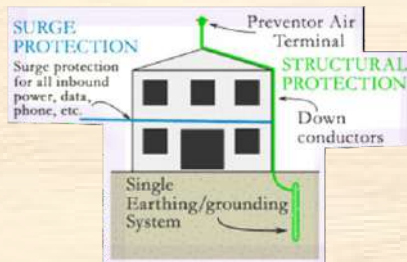 SURGE
PROTECTION
Surge protection
for all inbound
power, data,
phone, etc.
Preventor Air
Terminal
STRUCTURAL
PROTECTION
Down
conductors
Single
Earthing/grounding
System